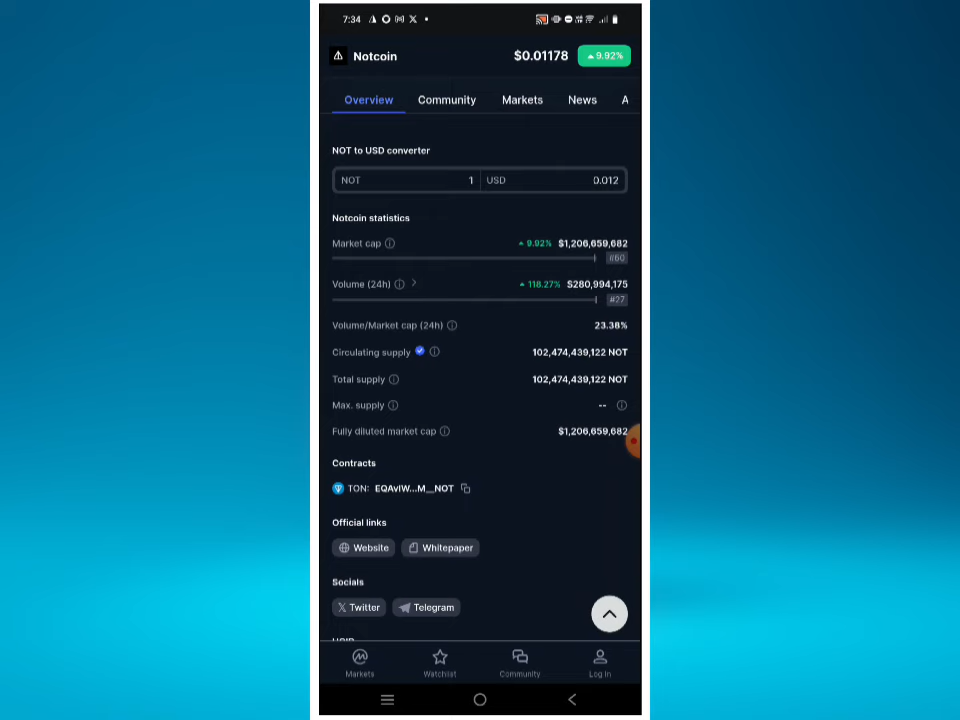 7:34
Notcoin $0.01178 9.92%
Overview Community Markets News A
NOT to USD converter
NOT 1 USD 0.012
Notcoin statistics
Market cap 9.92% $1,206,659,682
#60
Volume (24h) 118.27% $280,994,175
#27
Volume/Market cap (24h) 23.38%
Circulating supply 102,474,439,122 NOT
Total supply 102,474,439,122 NOT
Max. supply --
Fully diluted market cap $1,206,659,682
Contracts
TON: EQAvlW...M__NOT
Official links
Website Whitepaper
Socials
Twitter Telegram
Markets Watchlist Community Log In